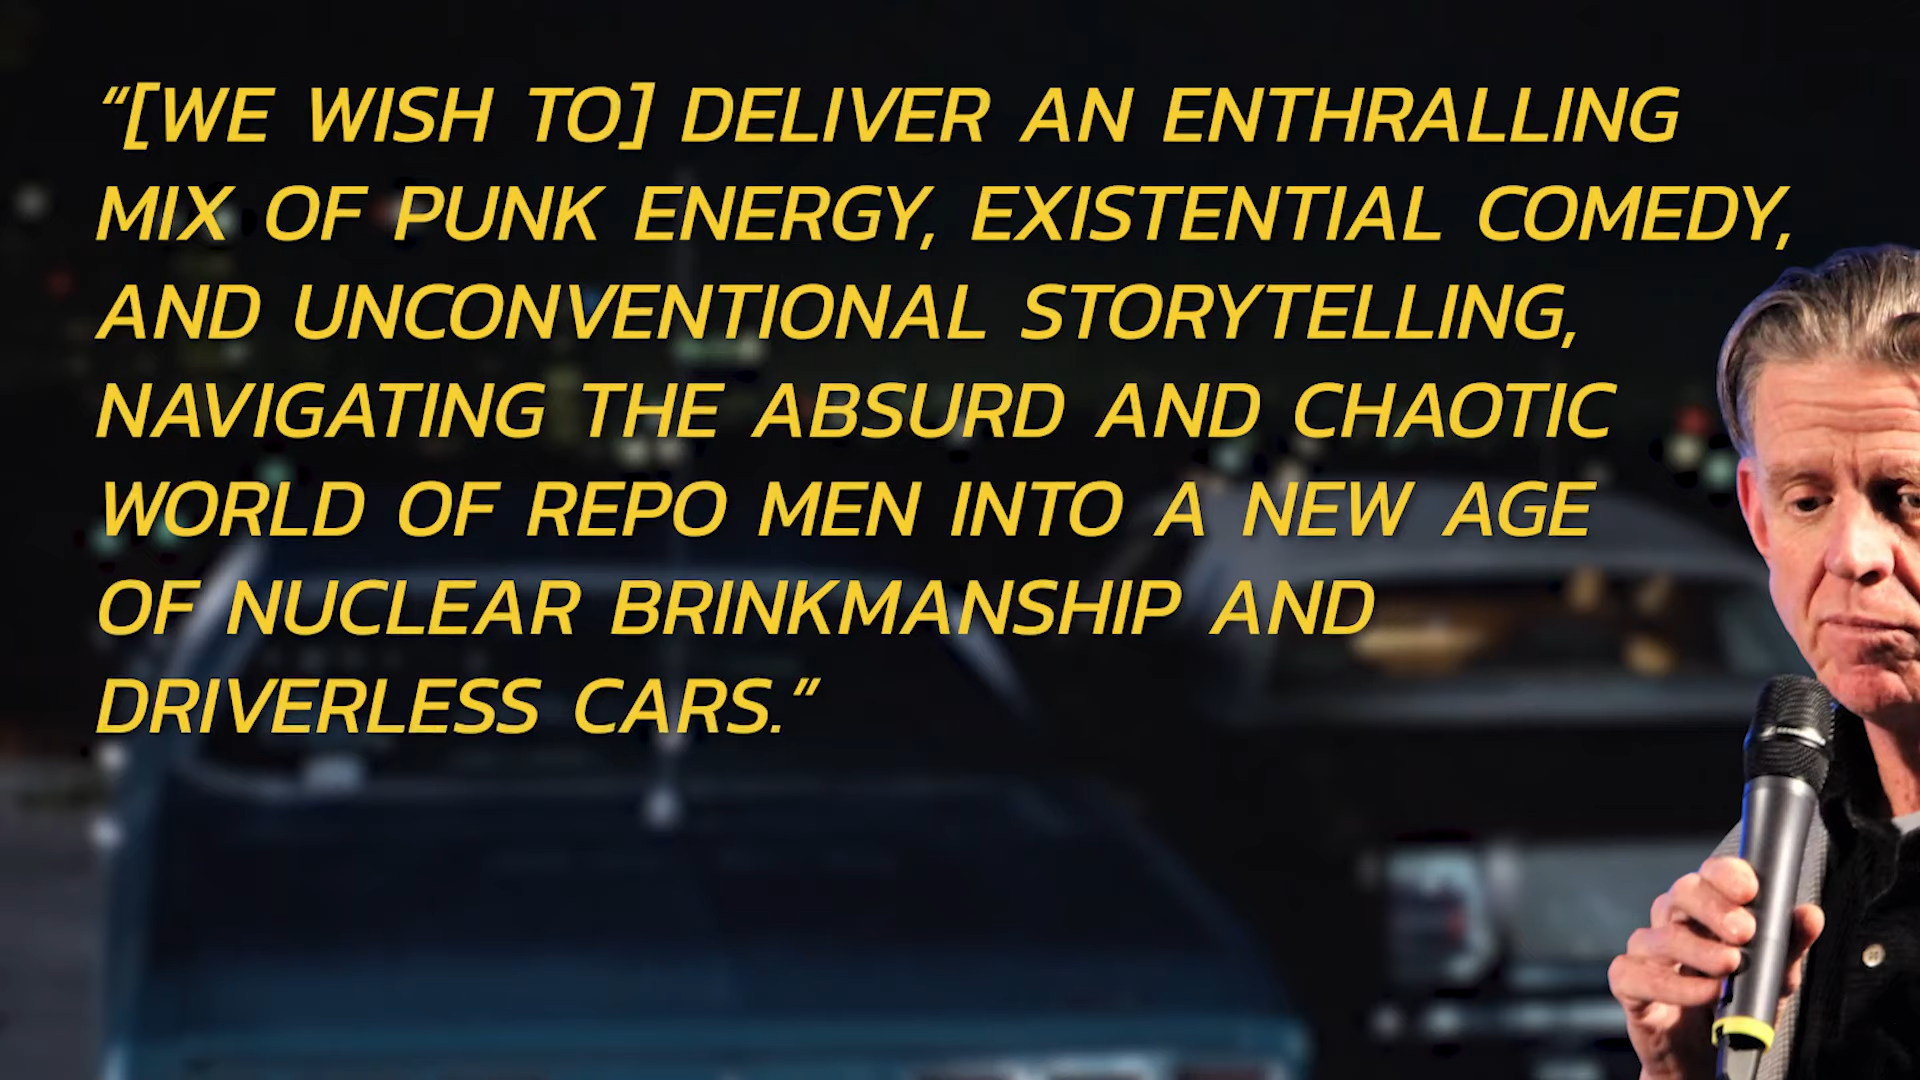 “[WE WISH TO] DELIVER AN ENTHRALLING
MIX OF PUNK ENERGY, EXISTENTIAL COMEDY,
AND UNCONVENTIONAL STORYTELLING,
NAVIGATING THE ABSURD AND CHAOTIC
WORLD OF REPO MEN INTO A NEW AGE
OF NUCLEAR BRINKMANSHIP AND
DRIVERLESS CARS.”